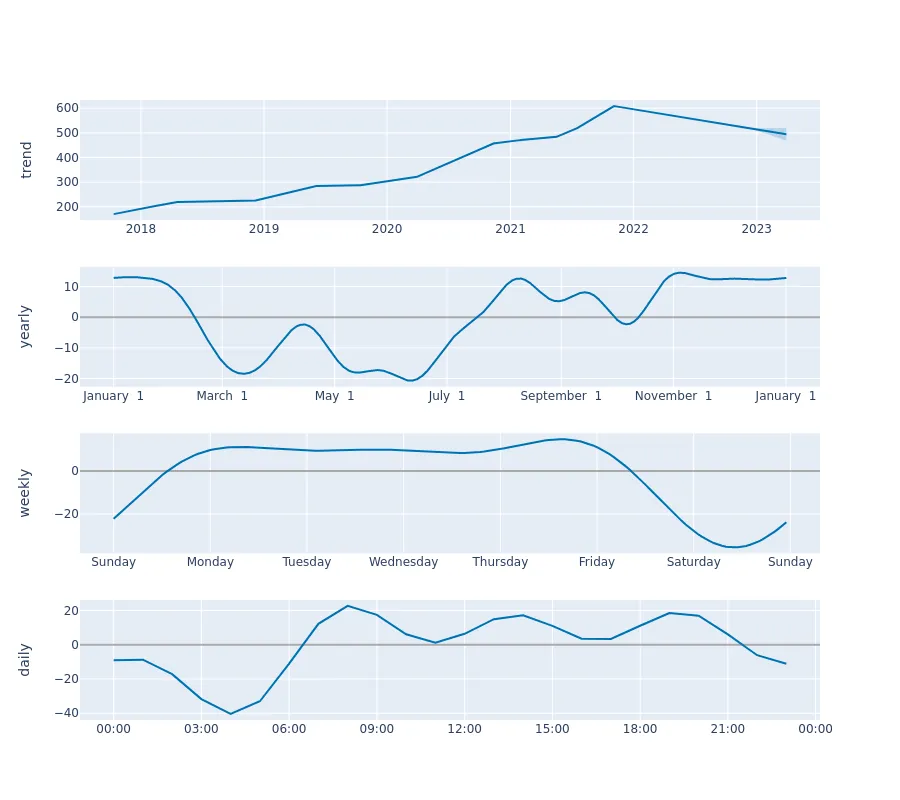 trend
600
500
400
300
200
2018 2019 2020 2021 2022 2023
yearly
10
0
−10
−20
January 1 March 1 May 1 July 1 September 1 November 1 January 1
weekly
0
−20
Sunday Monday Tuesday Wednesday Thursday Friday Saturday Sunday
daily
20
0
−20
−40
00:00 03:00 06:00 09:00 12:00 15:00 18:00 21:00 00:00